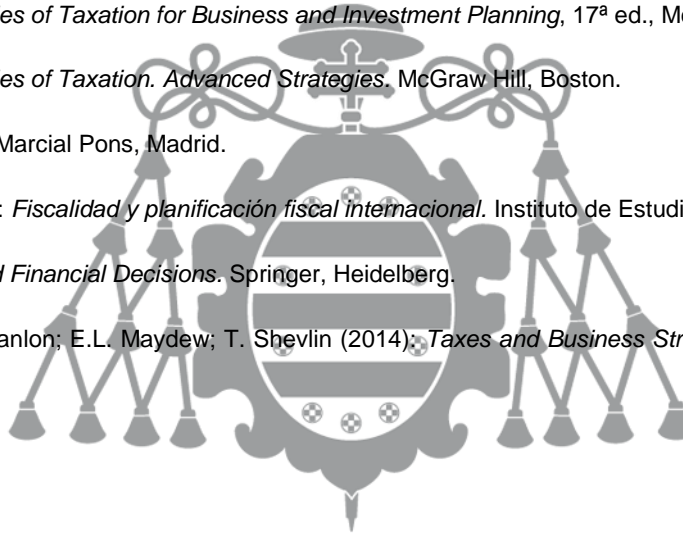 es of Taxation for Business and Investment Planning, 17ª ed., Mc
es of Taxation. Advanced Strategies. McGraw Hill, Boston.
Marcial Pons, Madrid.
: Fiscalidad y planificación fiscal internacional. Instituto de Estudi
d Financial Decisions. Springer, Heidelberg.
anlon; E.L. Maydew; T. Shevlin (2014): Taxes and Business Str